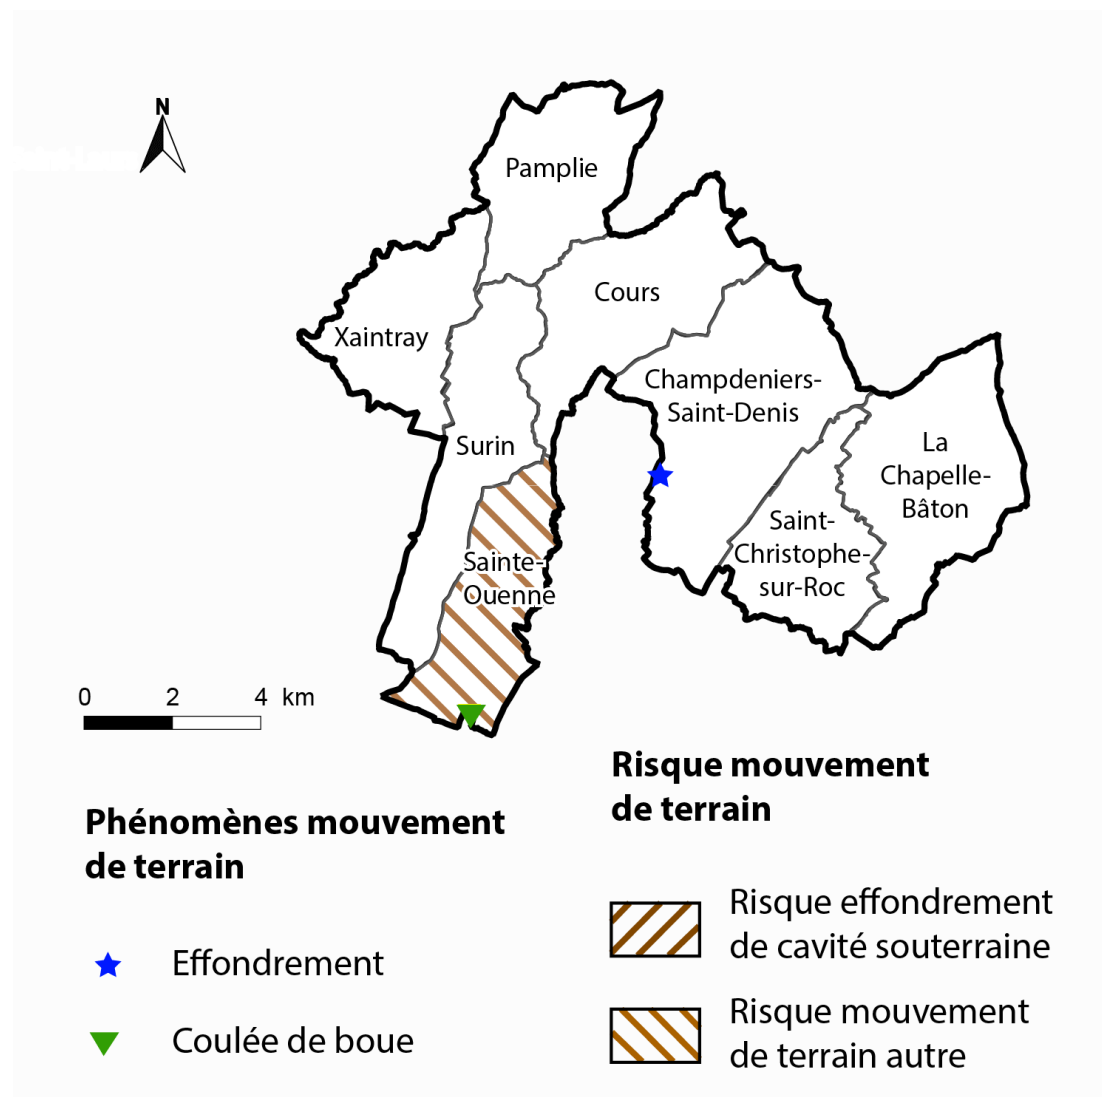 N
Pamplie
Cours
Xaintray
Champdeniers-
Saint-Denis
Surin
La
Chapelle-
Bâton
Saint-
Christophe-
sur-Roc
Sainte-
Ouenne
0 2 4 km
Risque mouvement
de terrain
Phénomènes mouvement
de terrain
Risque effondrement
de cavité souterraine
Effondrement
Risque mouvement
de terrain autre
Coulée de boue